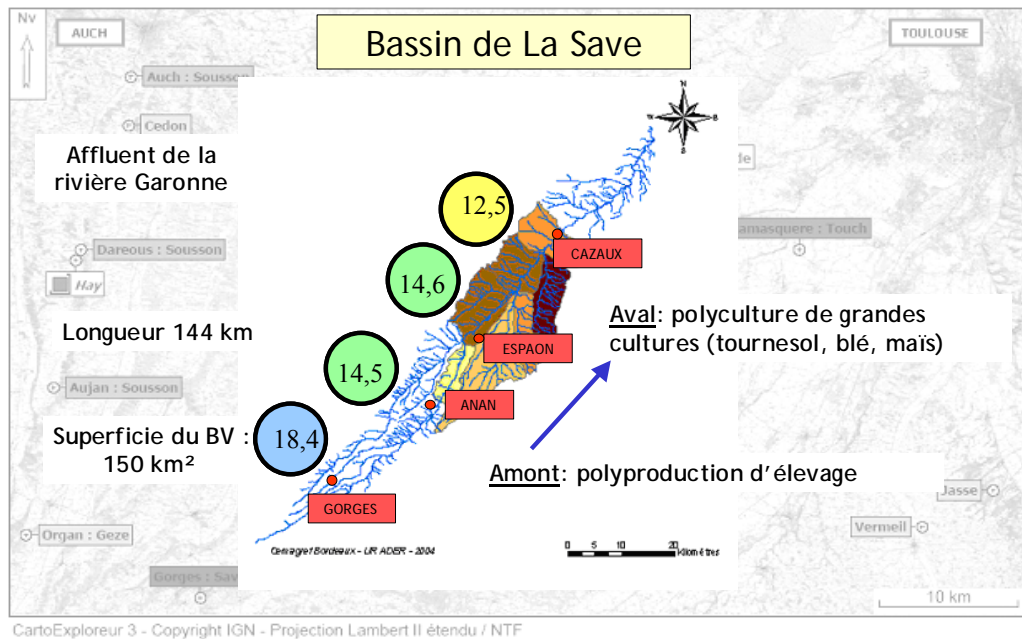 Nv
AUCH
Bassin de La Save
TOULOUSE
Auch : Sousson
Cedon
Affluent de la
rivière Garonne
12,5
CAZAUX
amasquere : Touch
Dareous : Sousson
Hay
14,6
Longueur 144 km
Aval: polyculture de grandes
cultures (tournesol, blé, maïs)
ESPAON
14,5
Aujan : Sousson
ANAN
Superficie du BV :
150 km²
18,4
Amont: polyproduction d'élevage
GORGES
Jasse
Vermeil
Organ : Geze
Cemagref Bordeaux - UR ADER - 2004
0 5 10 20
kilomètres
Gorges : Sav
10 km
CartoExploreur 3 - Copyright IGN - Projection Lambert II étendu / NTF